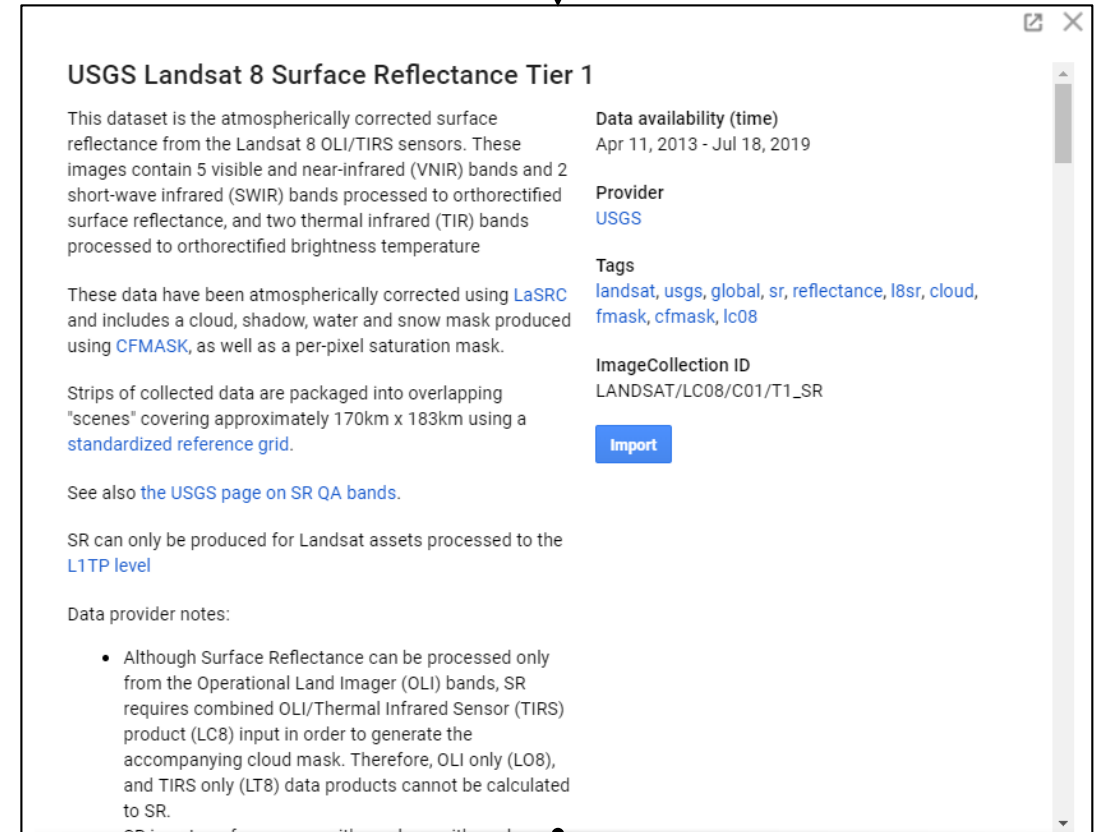 USGS Landsat 8 Surface Reflectance Tier 1
This dataset is the atmospherically corrected surface
reflectance from the Landsat 8 OLI/TIRS sensors. These
images contain 5 visible and near-infrared (VNIR) bands and 2
short-wave infrared (SWIR) bands processed to orthorectified
surface reflectance, and two thermal infrared (TIR) bands
processed to orthorectified brightness temperature
These data have been atmospherically corrected using LaSRC
and includes a cloud, shadow, water and snow mask produced
using CFMASK, as well as a per-pixel saturation mask.
Strips of collected data are packaged into overlapping
"scenes" covering approximately 170km x 183km using a
standardized reference grid.
See also the USGS page on SR QA bands.
SR can only be produced for Landsat assets processed to the
L1TP level
Data provider notes:
• Although Surface Reflectance can be processed only
from the Operational Land Imager (OLI) bands, SR
requires combined OLI/Thermal Infrared Sensor (TIRS)
product (LC8) input in order to generate the
accompanying cloud mask. Therefore, OLI only (LO8),
and TIRS only (LT8) data products cannot be calculated
to SR.
Data availability (time)
Apr 11, 2013 - Jul 18, 2019
Provider
USGS
Tags
landsat, usgs, global, sr, reflectance, l8sr, cloud,
fmask, cfmask, lc08
ImageCollection ID
LANDSAT/LC08/C01/T1_SR
Import